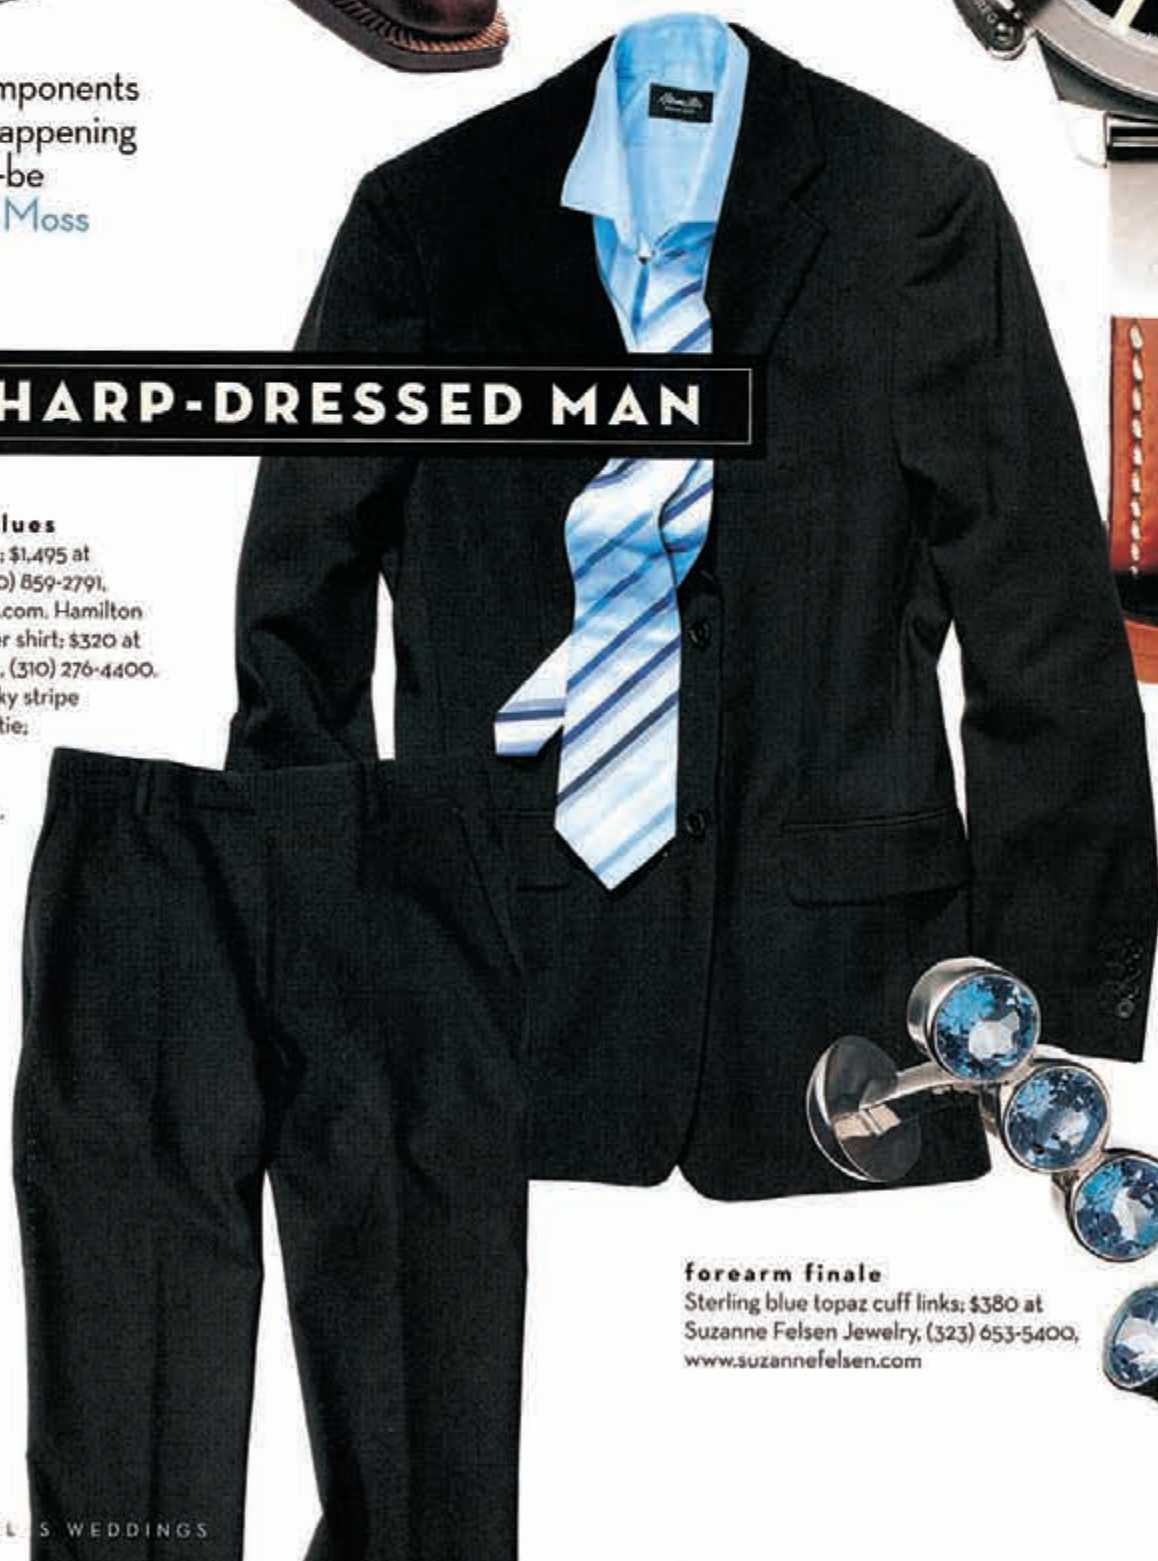 mponents
appening
-be
Moss
HARP-DRESSED MAN
lues
; $1,495 at
0) 859-2791,
.com. Hamilton
er shirt; $320 at
, (310) 276-4400.
ky stripe
tie;
forearm finale
Sterling blue topaz cuff links; $380 at
Suzanne Felsen Jewelry, (323) 653-5400,
www.suzannefelsen.com
L S WEDDINGS